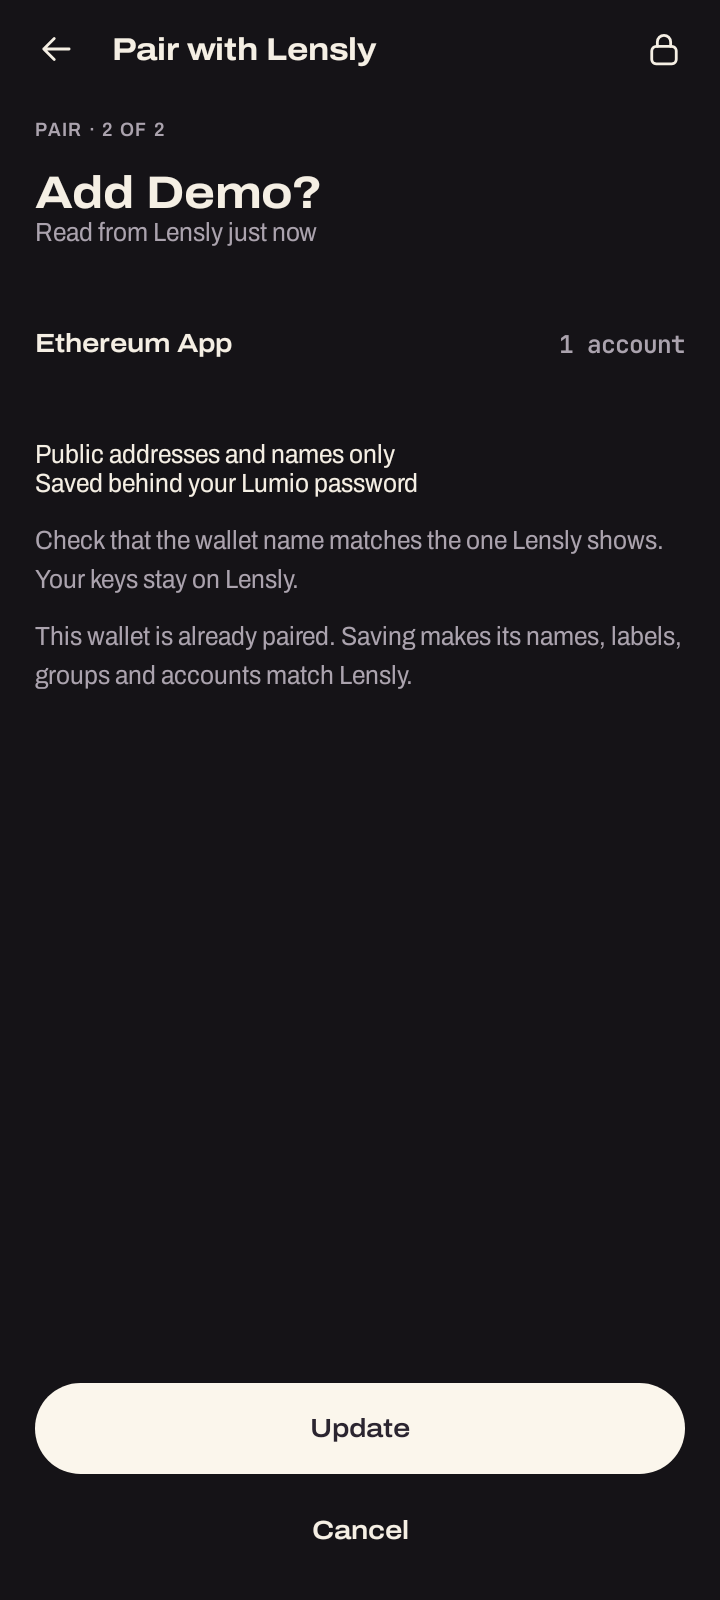 Pair with Lensly
PAIR · 2 OF 2
Add Demo?
Read from Lensly just now
Ethereum App
1 account
Public addresses and names only
Saved behind your Lumio password
Check that the wallet name matches the one Lensly shows.
Your keys stay on Lensly.
This wallet is already paired. Saving makes its names, labels,
groups and accounts match Lensly.
Update
Cancel